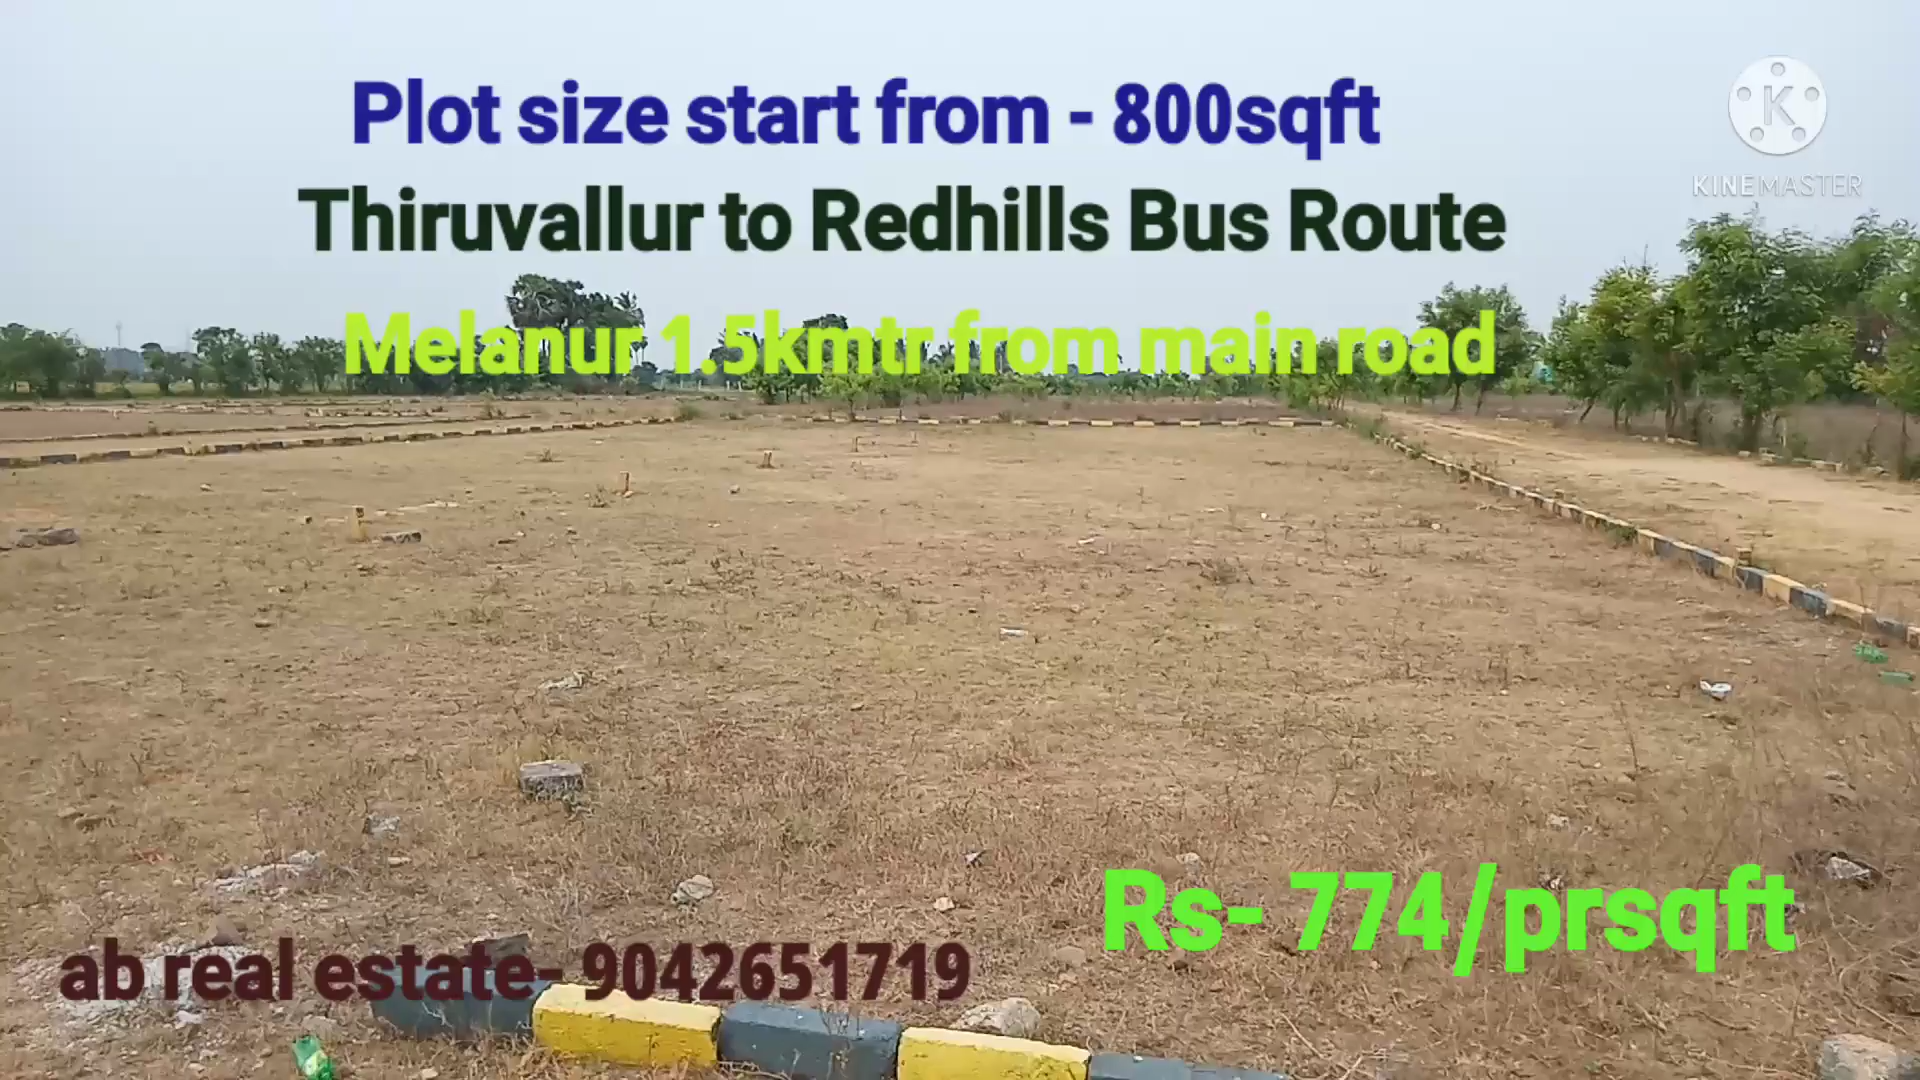 Plot size start from - 800sqft
K
KINEMASTER
Thiruvallur to Redhills Bus Route
Melanur 1.5kmtr from main road
Rs- 774/prsqft
ab real estate- 9042651719